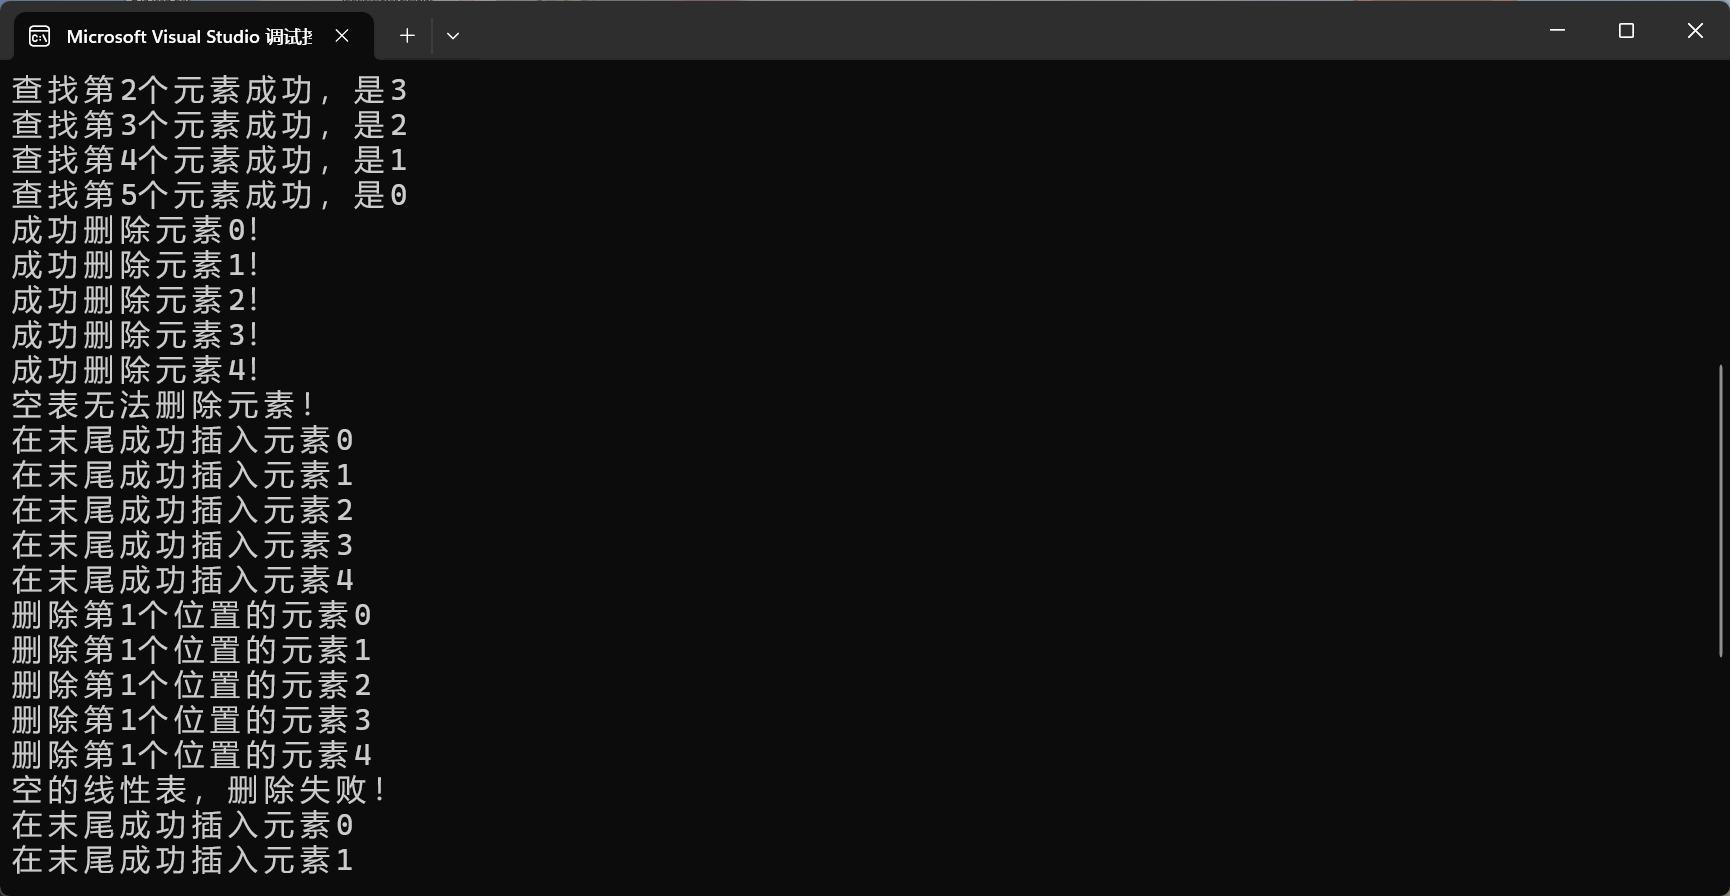 Microsoft Visual Studio 调试
查找第2个元素成功，是3
查找第3个元素成功，是2
查找第4个元素成功，是1
查找第5个元素成功，是0
成功删除元素0！
成功删除元素1！
成功删除元素2！
成功删除元素3！
成功删除元素4！
空表无法删除元素！
在末尾成功插入元素0
在末尾成功插入元素1
在末尾成功插入元素2
在末尾成功插入元素3
在末尾成功插入元素4
删除第1个位置的元素0
删除第1个位置的元素1
删除第1个位置的元素2
删除第1个位置的元素3
删除第1个位置的元素4
空的线性表，删除失败！
在末尾成功插入元素0
在末尾成功插入元素1